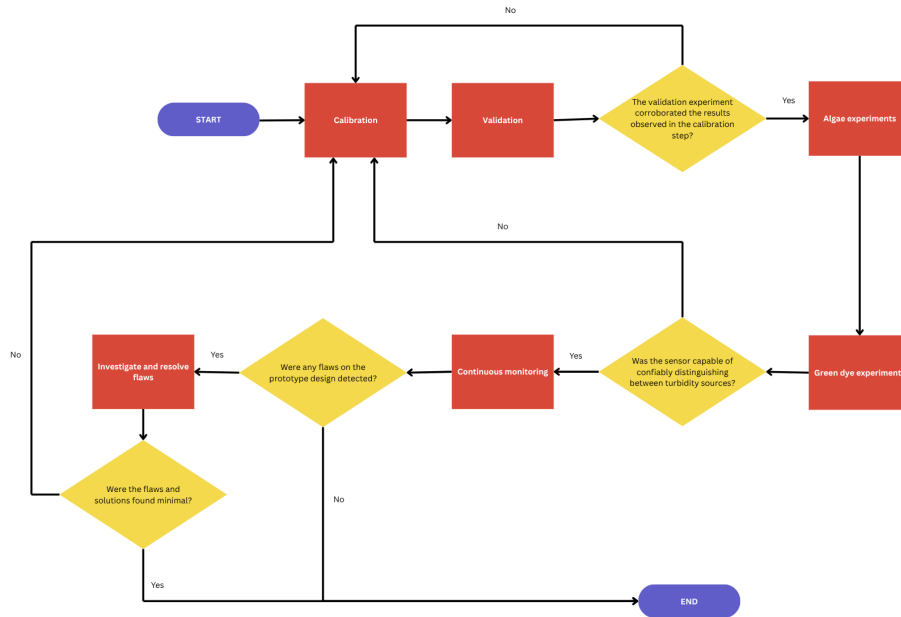 No
The validation experiment
corroborated the results
observed in the calibration
step?
Yes
START
Calibration
Validation
Algae experiments
No
No
Were any flaws on the
prototype design detected?
Yes
Investigate and resolve
flaws
Continuous monitoring
Yes
Was the sensor capable of
confiably distinguishing
between turbidity sources?
Green dye experiment
Were the flaws and
solutions found minimal?
No
Yes
END